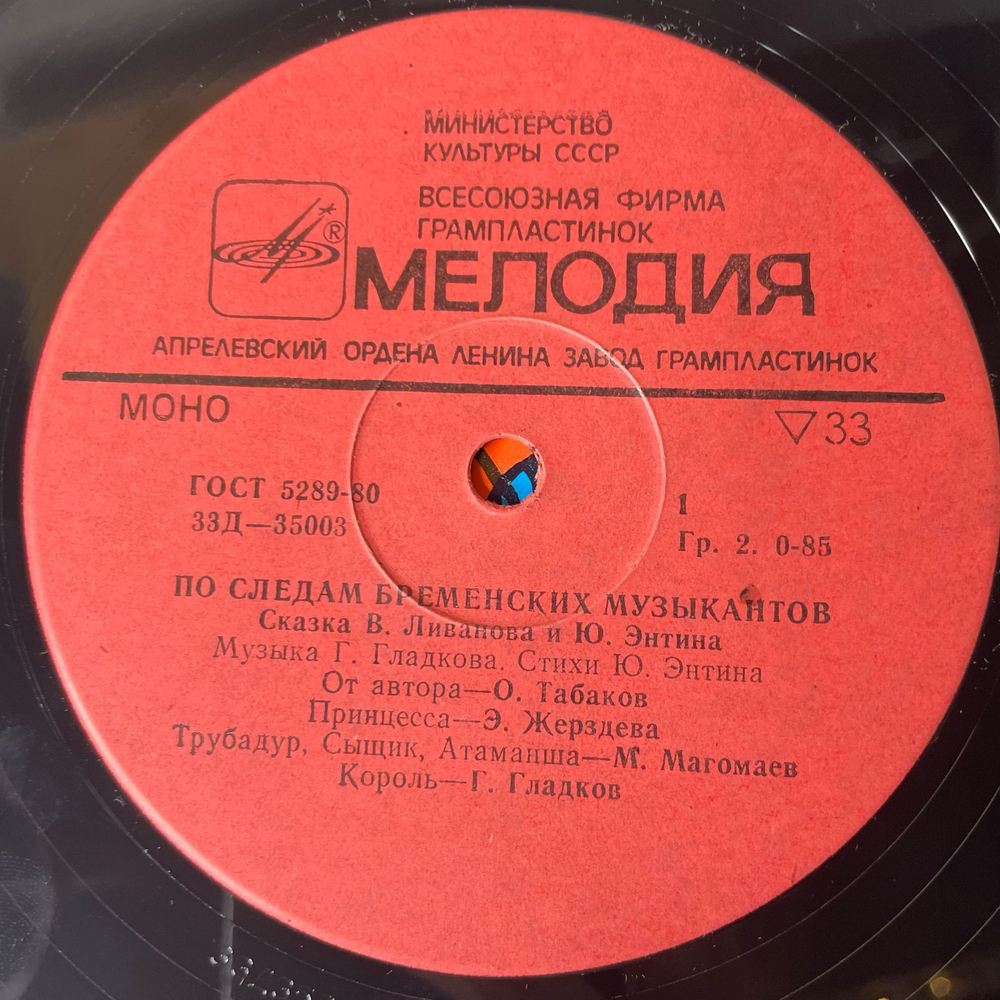 МИНИСТЕРСТВО
КУЛЬТУРЫ СССР
ВСЕСОЮЗНАЯ ФИРМА
ГРАМПЛАСТИНОК
®
МЕЛОДИЯ
АПРЕЛЕВСКИЙ ОРДЕНА ЛЕНИНА ЗАВОД ГРАМПЛАСТИНОК
МОНО
▽33
ГОСТ 5289-80
33Д—35003
1
Гр. 2. 0-85
ПО СЛЕДАМ БРЕМЕНСКИХ МУЗЫКАНТОВ
Сказка В. Ливанова и Ю. Энтина
Музыка Г. Гладкова. Стихи Ю. Энтина
От автора—О. Табаков
Принцесса—Э. Жерздева
Трубадур, Сыщик, Атаманша—М. Магомаев
Король—Г. Гладков